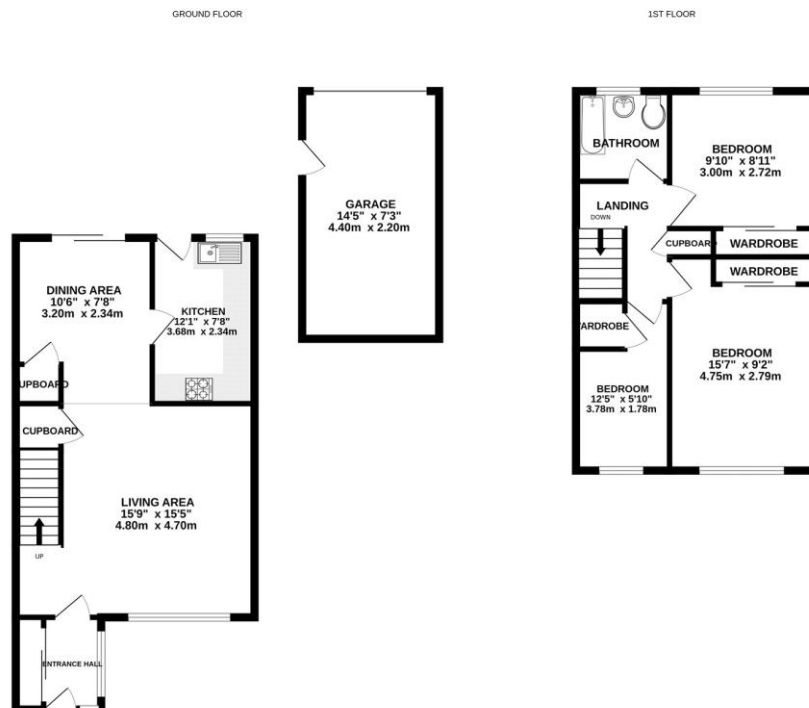 GROUND FLOOR
1ST FLOOR
GARAGE
14'5" x 7'3"
4.40m x 2.20m
DINING AREA
10'6" x 7'8"
3.20m x 2.34m
KITCHEN
12'1" x 7'8"
3.68m x 2.34m
UPBOARD
CUPBOARD
LIVING AREA
15'9" x 15'5"
4.80m x 4.70m
UP
ENTRANCE HALL
BATHROOM
BEDROOM
9'10" x 8'11"
3.00m x 2.72m
LANDING
DOWN
CUPBOARD
WARDROBE
WARDROBE
WARDROBE
BEDROOM
15'7" x 9'2"
4.75m x 2.79m
BEDROOM
12'5" x 5'10"
3.78m x 1.78m